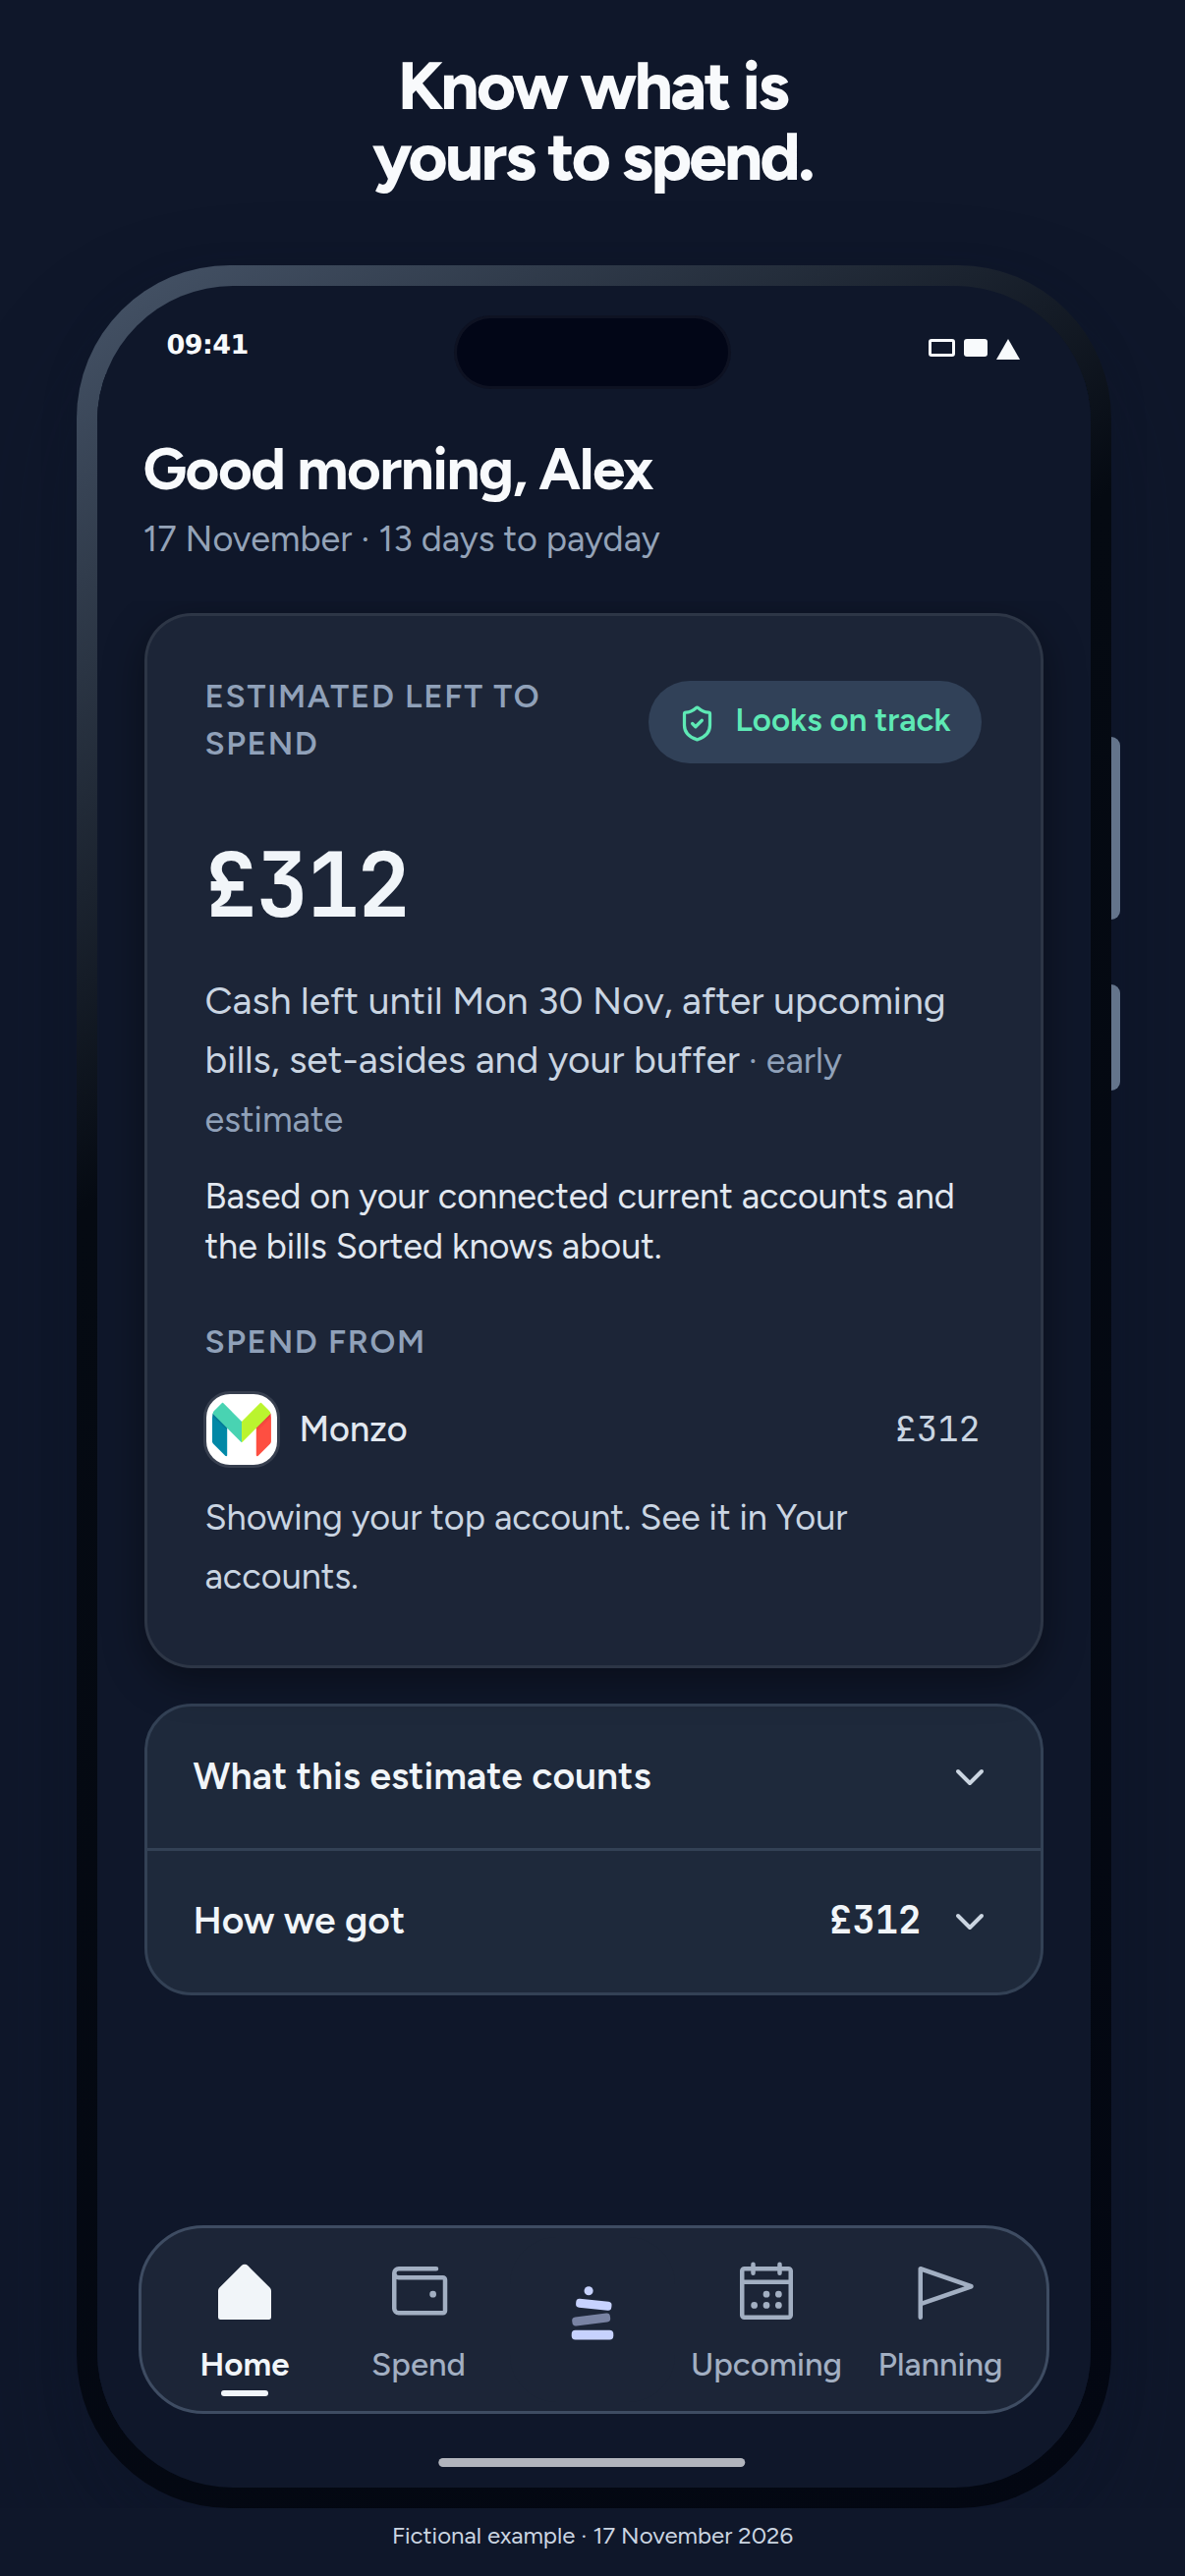 Know what is
yours to spend.
09:41
Good morning, Alex
17 November · 13 days to payday
ESTIMATED LEFT TO
SPEND
Looks on track
£312
Cash left until Mon 30 Nov, after upcoming
bills, set-asides and your buffer · early
estimate
Based on your connected current accounts and
the bills Sorted knows about.
SPEND FROM
Monzo £312
Showing your top account. See it in Your
accounts.
What this estimate counts
How we got £312
Home Spend Upcoming Planning
Fictional example · 17 November 2026